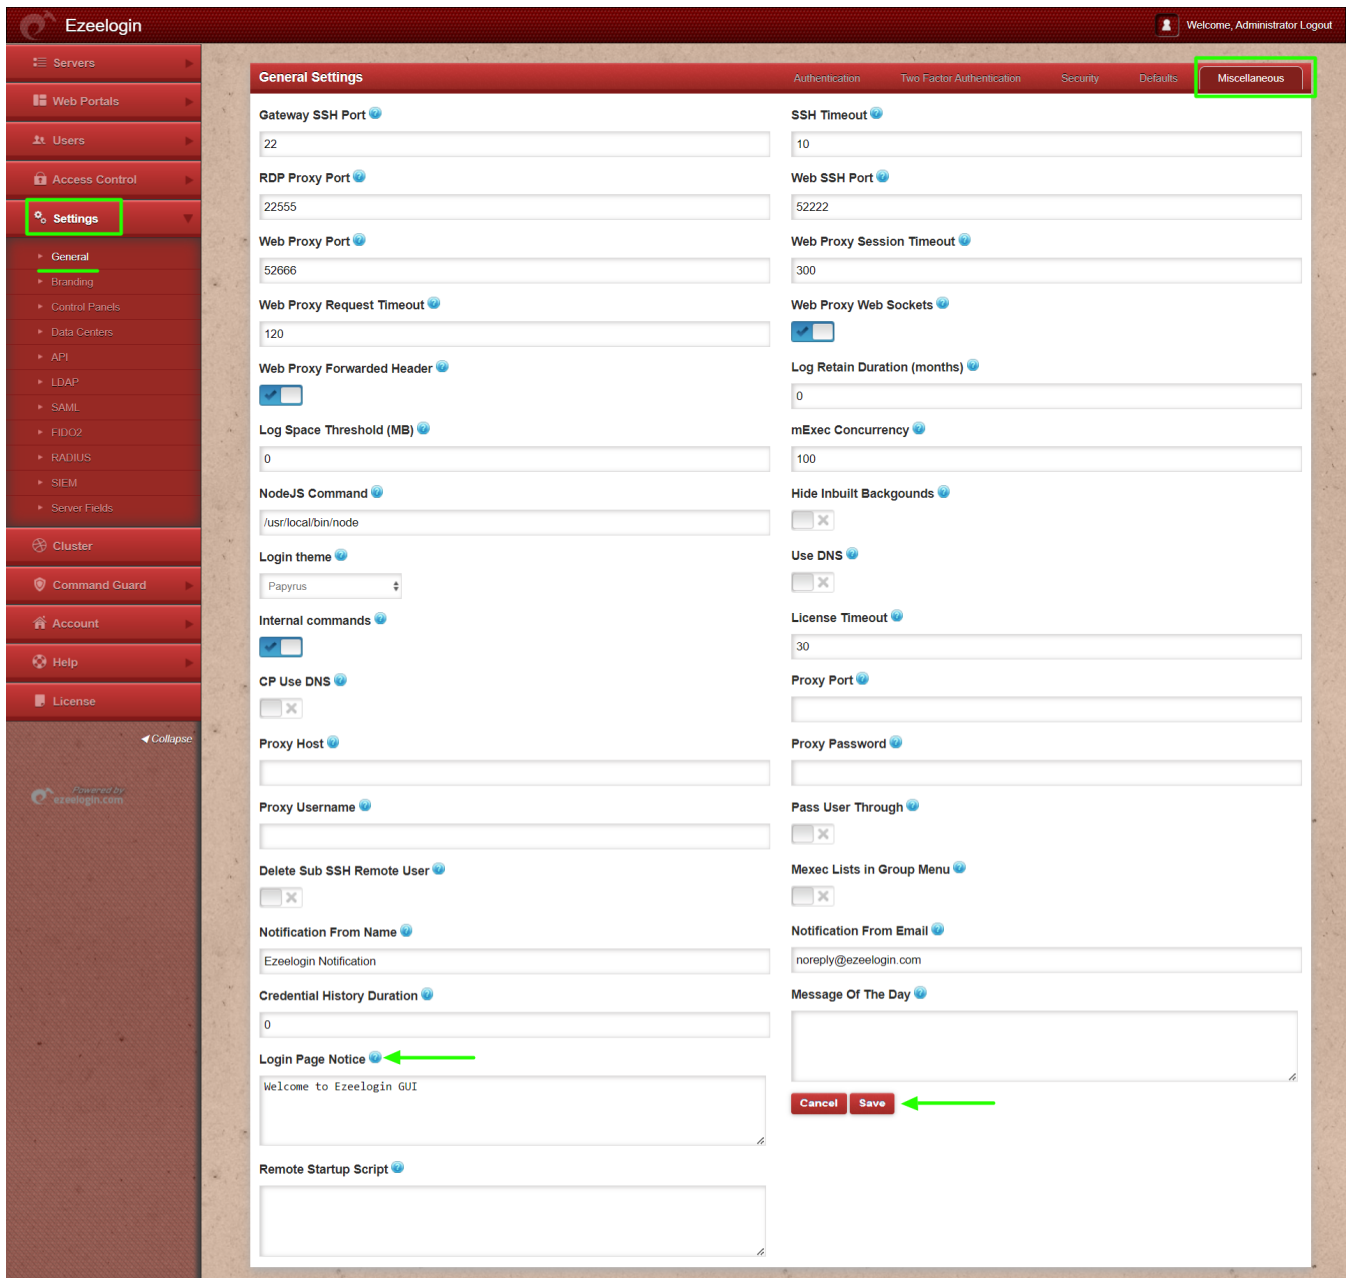 Ezeelogin
Welcome, Administrator Logout
Servers
Web Portals
Users
Access Control
Settings
General
Branding
Control Panels
Data Centers
API
LDAP
SAML
FIDO2
RADIUS
SIEM
Server Fields
Cluster
Command Guard
Account
Help
License
Collapse
Powered by
ezeelogin.com
General Settings
Authentication
Two Factor Authentication
Security
Defaults
Miscellaneous
Gateway SSH Port
22
SSH Timeout
10
RDP Proxy Port
22555
Web SSH Port
52222
Web Proxy Port
52666
Web Proxy Session Timeout
300
Web Proxy Request Timeout
120
Web Proxy Web Sockets
Web Proxy Forwarded Header
Log Retain Duration (months)
0
Log Space Threshold (MB)
0
mExec Concurrency
100
NodeJS Command
/usr/local/bin/node
Hide Inbuilt Backgounds
Login theme
Papyrus
Use DNS
Internal commands
License Timeout
30
CP Use DNS
Proxy Port
Proxy Host
Proxy Password
Proxy Username
Pass User Through
Delete Sub SSH Remote User
Mexec Lists in Group Menu
Notification From Name
Ezeelogin Notification
Notification From Email
noreply@ezeelogin.com
Credential History Duration
0
Message Of The Day
Login Page Notice
Welcome to Ezeelogin GUI
Cancel
Save
Remote Startup Script